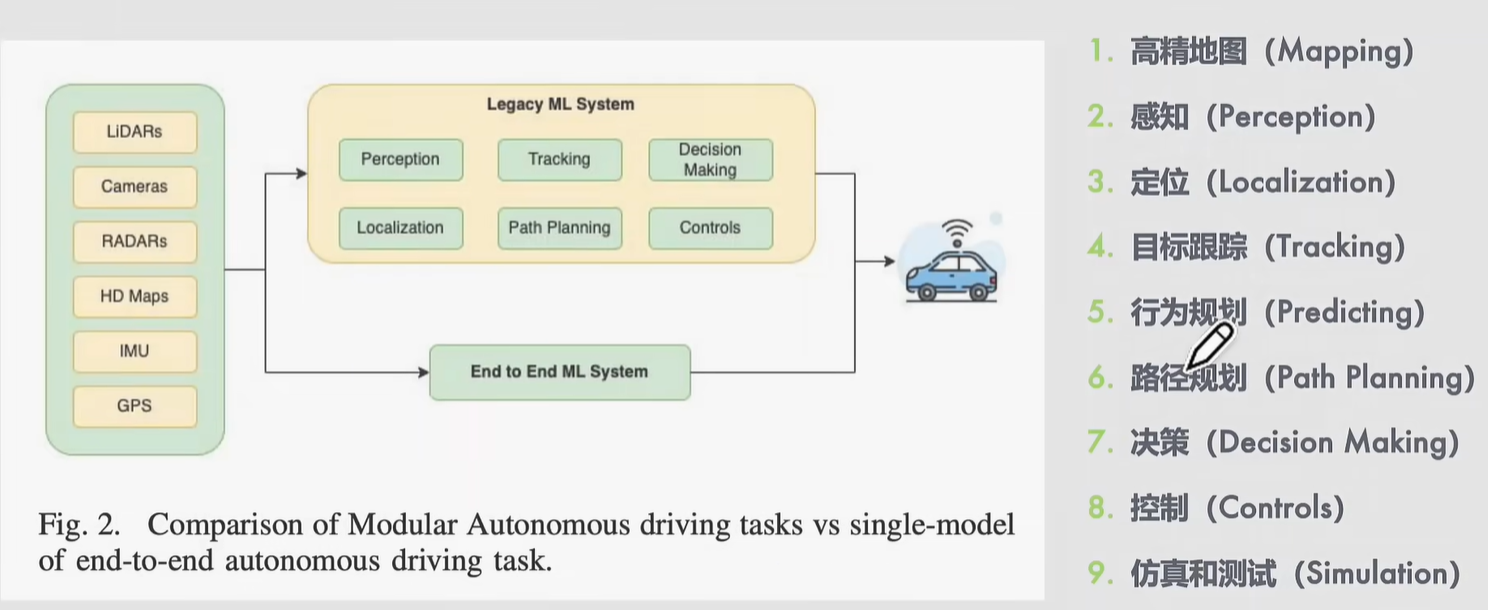 LiDARs
Cameras
RADARs
HD Maps
IMU
GPS
Legacy ML System
Perception
Tracking
Decision
Making
Localization
Path Planning
Controls
End to End ML System
Fig. 2. Comparison of Modular Autonomous driving tasks vs single-model
of end-to-end autonomous driving task.
1. 高精地图（Mapping）
2. 感知（Perception）
3. 定位（Localization）
4. 目标跟踪（Tracking）
5. 行为规划（Predicting）
6. 路径规划（Path Planning）
7. 决策（Decision Making）
8. 控制（Controls）
9. 仿真和测试（Simulation）